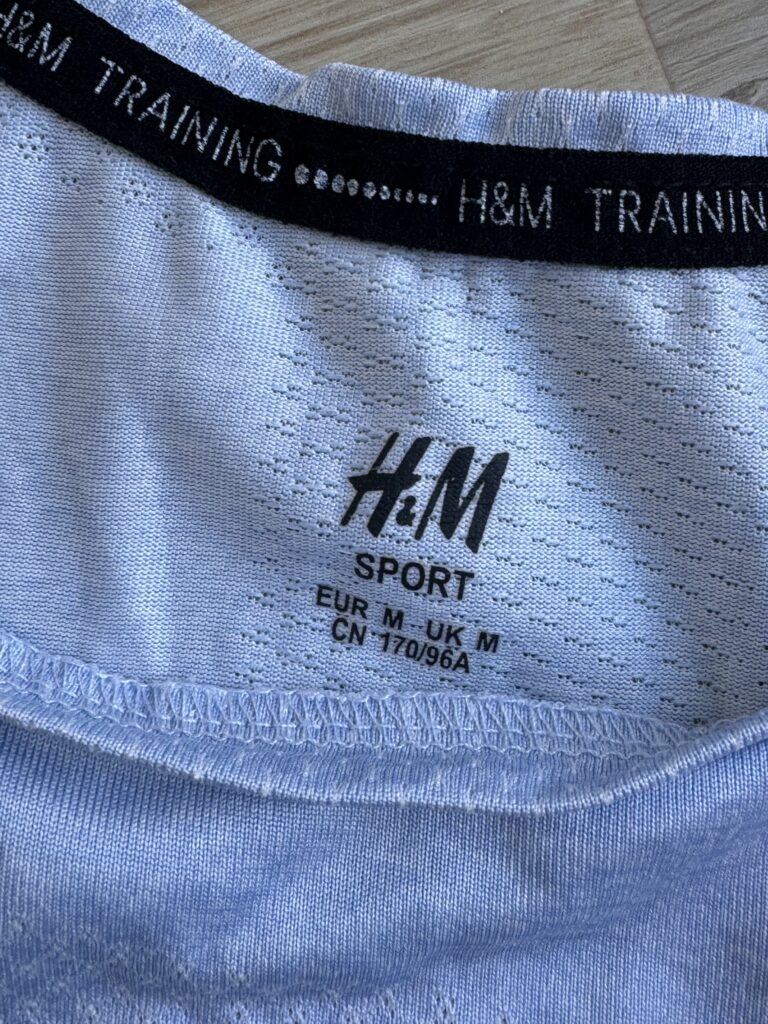 H&M TRAINING H&M TRAININ
H&M
SPORT
EUR M UK M
CN 170/96A